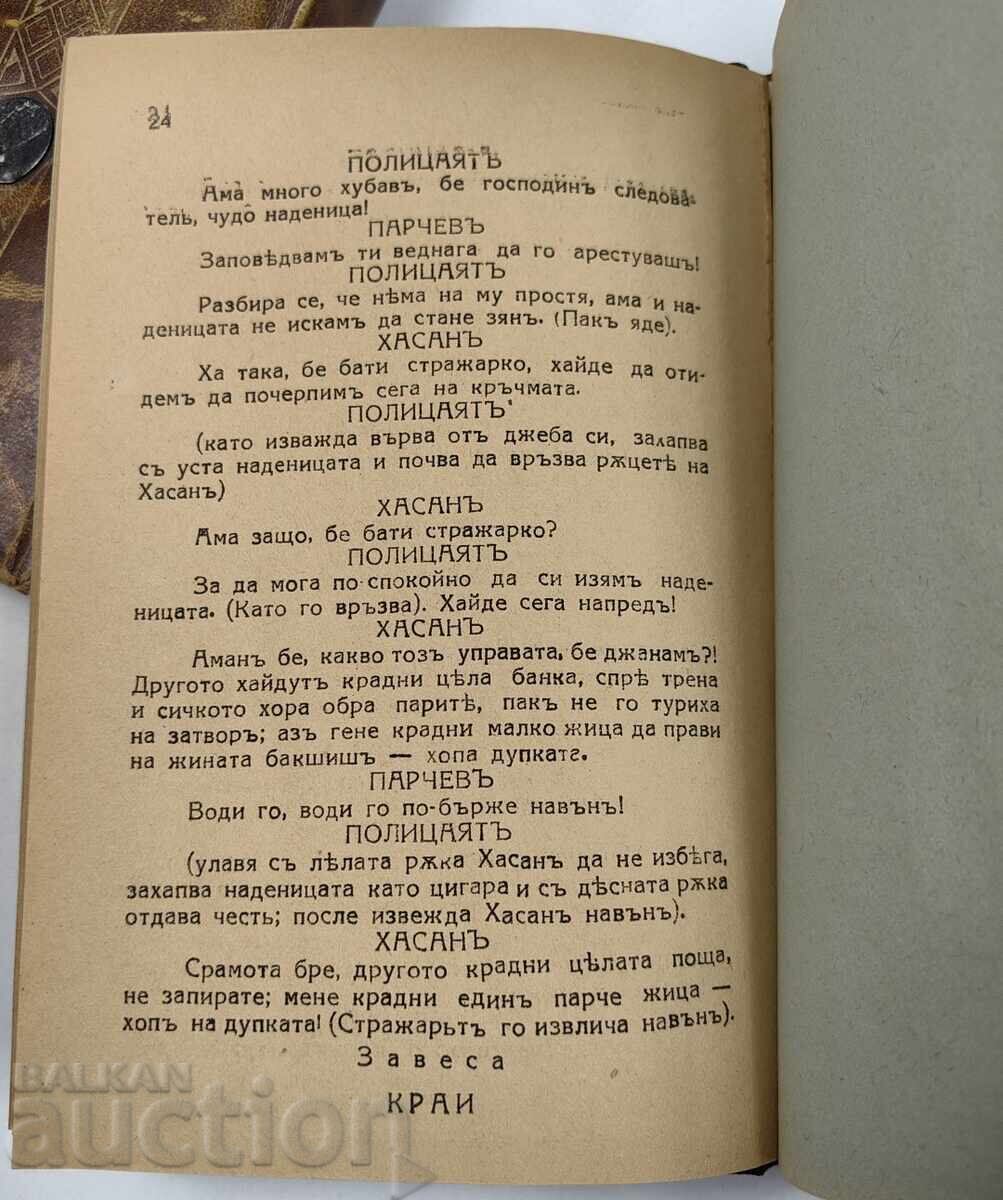 24
ПОЛИЦАЯТЪ
Ама много хубавъ, бе господинъ следова-
тель, чудо наденица!
ПАРЧЕВЪ
Заповѣдвамъ ти веднага да го арестувашъ!
ПОЛИЦАЯТЪ
Разбира се, че нѣма на му простя, ама и на-
деницата не искамъ да стане зянъ. (Пакъ яде).
ХАСАНЪ
Ха така, бе бати стражарко, хайде да оти-
демъ да почерпимъ сега на кръчмата.
ПОЛИЦАЯТЪ
(като изважда върва отъ джеба си, залапва
съ уста наденицата и почва да връзва рѫцетѣ на
Хасанъ)
ХАСАНЪ
Ама защо, бе бати стражарко?
ПОЛИЦАЯТЪ
За да мога по-спокойно да си изямъ наде-
ницата. (Като го връзва). Хайде сега напредъ!
ХАСАНЪ
Аманъ бе, какво тозъ управата, бе джанамъ?!
Другото хайдутъ крадни цѣла банка, спрѣ трена
и сичкото хора обра паритѣ, пакъ не го туриха
на затворъ; азъ гене крадни малко жица да прави
на жината бакшишъ — хопа дупката.
ПАРЧЕВЪ
Води го, води го по-бърже навънъ!
ПОЛИЦАЯТЪ
(улавя съ лѣлата рѫка Хасанъ да не избѣга,
захапва наденицата като цигара и съ дѣсната рѫка
отдава честь; после извежда Хасанъ навънъ).
ХАСАНЪ
Срамота бре, другото крадни цѣлата поща,
не запирате; мене крадни единъ парче жица —
хопъ на дупката! (Стражарьтъ го извлича навънъ).
Завеса
КРАИ
BALKAN
auction